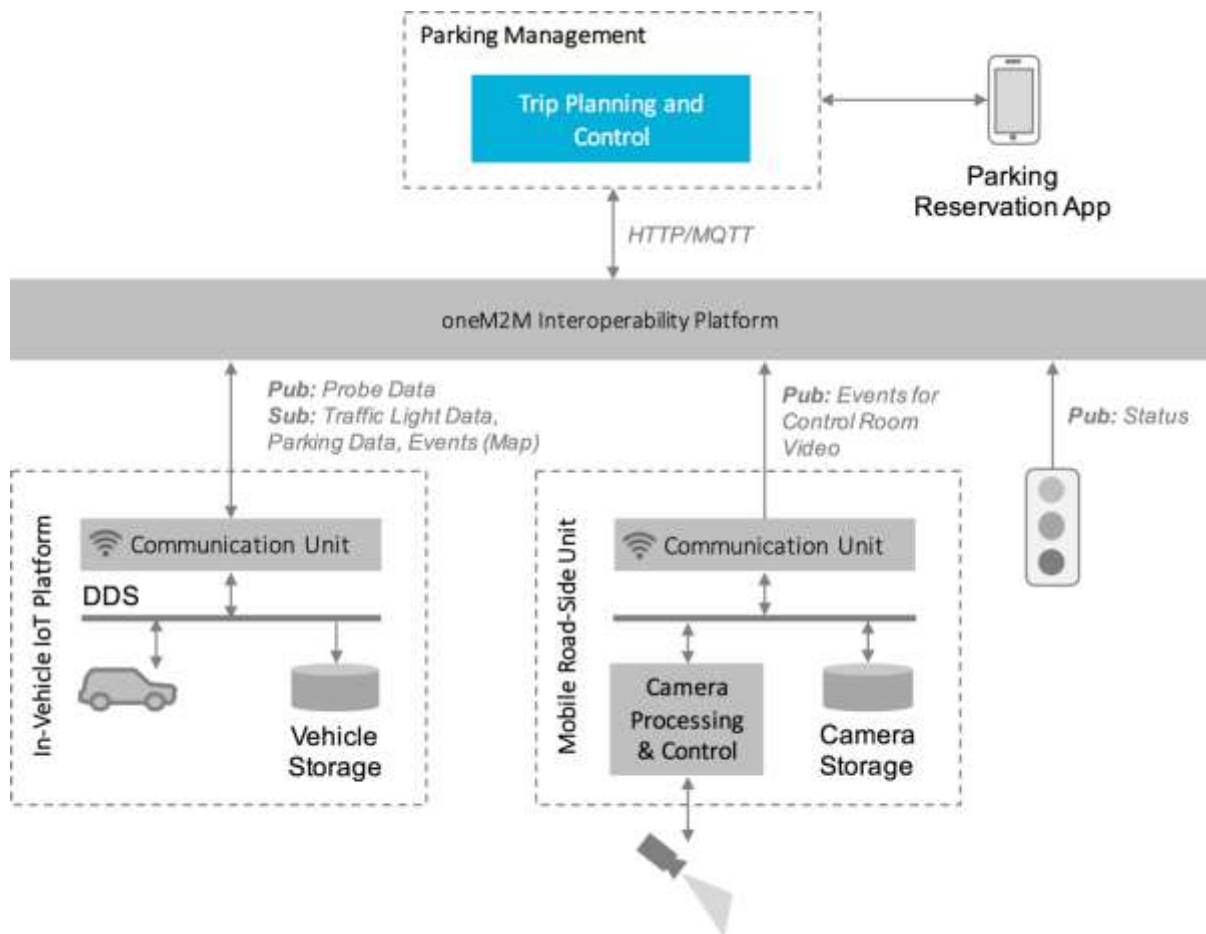 Parking Management
Trip Planning and
Control
Parking
Reservation App
HTTP/MQTT
oneM2M Interoperability Platform
Pub: Probe Data
Sub: Traffic Light Data,
Parking Data, Events (Map)
Pub: Events for
Control Room
Video
Pub: Status
In-Vehicle IoT Platform
Communication Unit
DDS
Vehicle
Storage
Mobile Road-Side Unit
Communication Unit
Camera
Processing
& Control
Camera
Storage